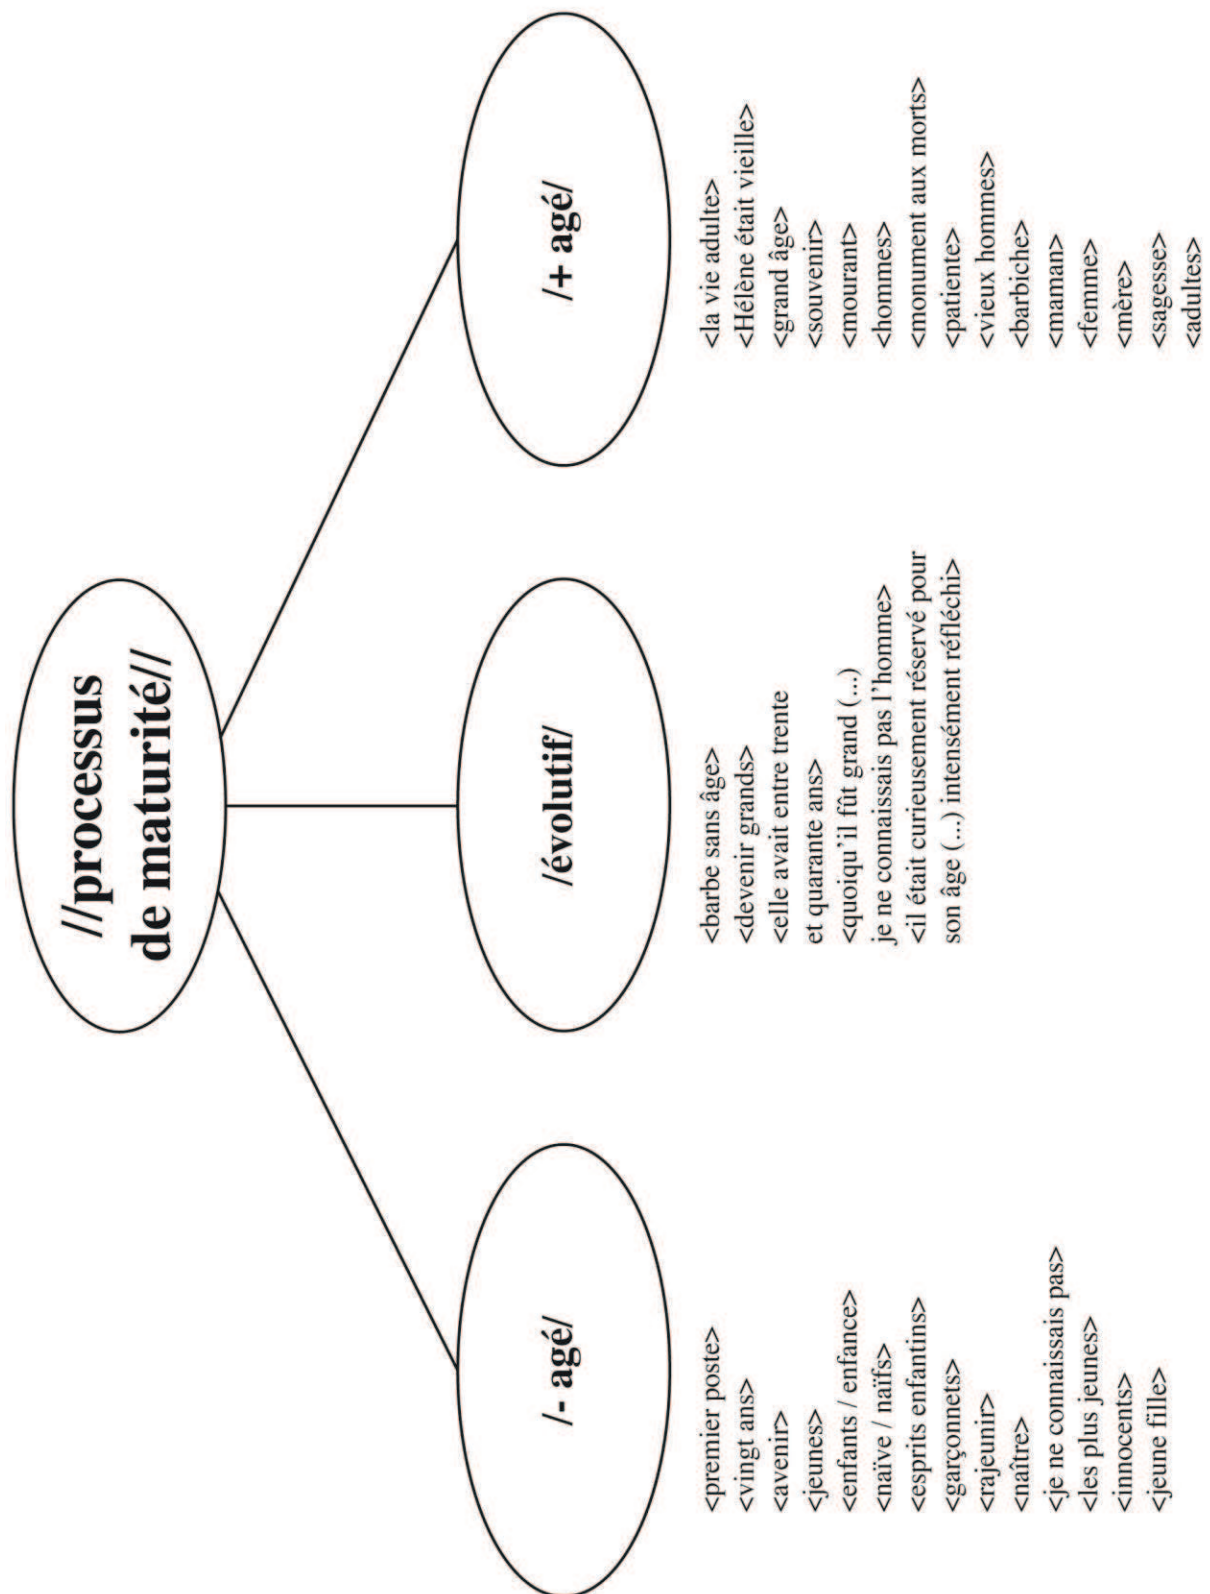 //processus
de maturité//
/- agé/
<premier poste>
<vingt ans>
<avenir>
<jeunes>
<enfants / enfance>
<naïve / naïfs>
<esprits enfantins>
<garçonnets>
<rajeunir>
<naître>
<je ne connaissais pas>
<les plus jeunes>
<innocents>
<jeune fille>
/évolutif/
<barbe sans âge>
<devenir grands>
<elle avait entre trente
et quarante ans>
<quoiqu'il fût grand (...)
je ne connaissais pas l'homme>
<il était curieusement réservé pour
son âge (...) intensément réfléchi>
/+ agé/
<la vie adulte>
<Hélène était vieille>
<grand âge>
<souvenir>
<mourant>
<hommes>
<monument aux morts>
<patiente>
<vieux hommes>
<barbiche>
<maman>
<femme>
<mère>
<sagesse>
<adultes>